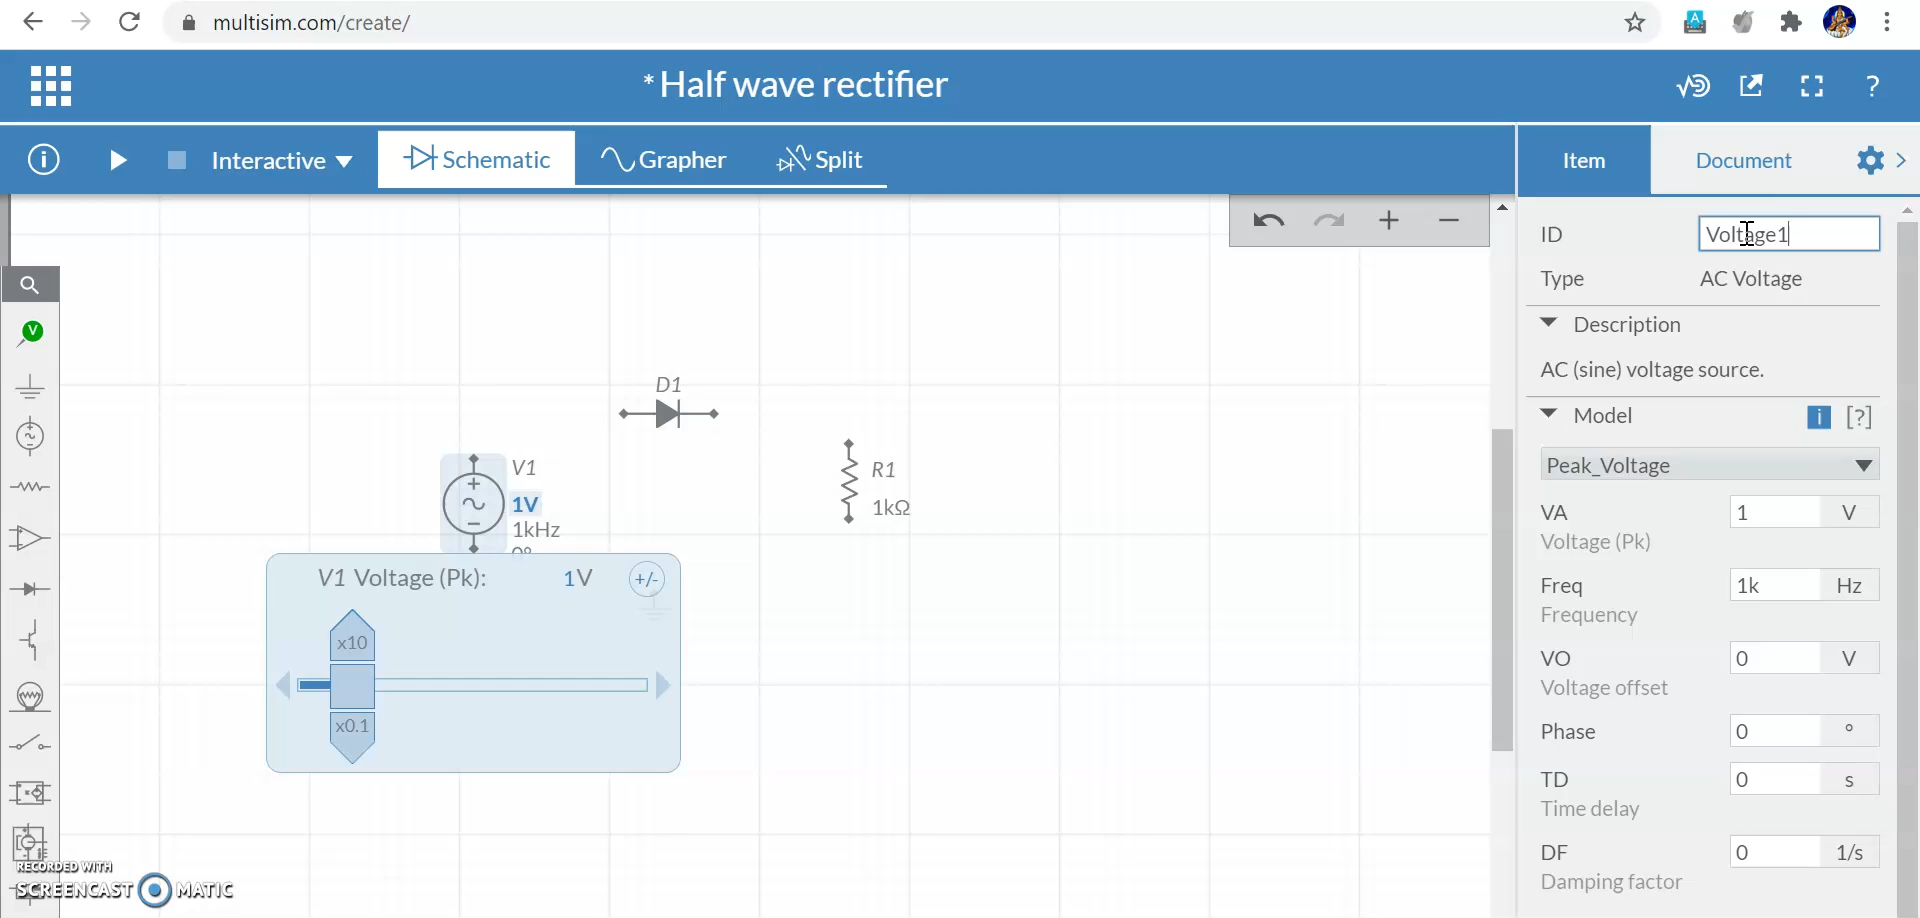 multisim.com/create/
* Half wave rectifier
?
i Interactive Schematic Grapher Split
Item Document
ID Voltage1
Type AC Voltage
Description
AC (sine) voltage source.
Model i [?]
Peak_Voltage
VA 1 V
Voltage (Pk)
Freq 1k Hz
Frequency
VO 0 V
Voltage offset
Phase 0 °
TD 0 s
Time delay
DF 0 1/s
Damping factor
A
V
D1
V1
1V
1kHz
0°
R1
1kΩ
V1 Voltage (Pk): 1V +/-
x10
x0.1
RECORDED WITH
SCREENCAST MATIC